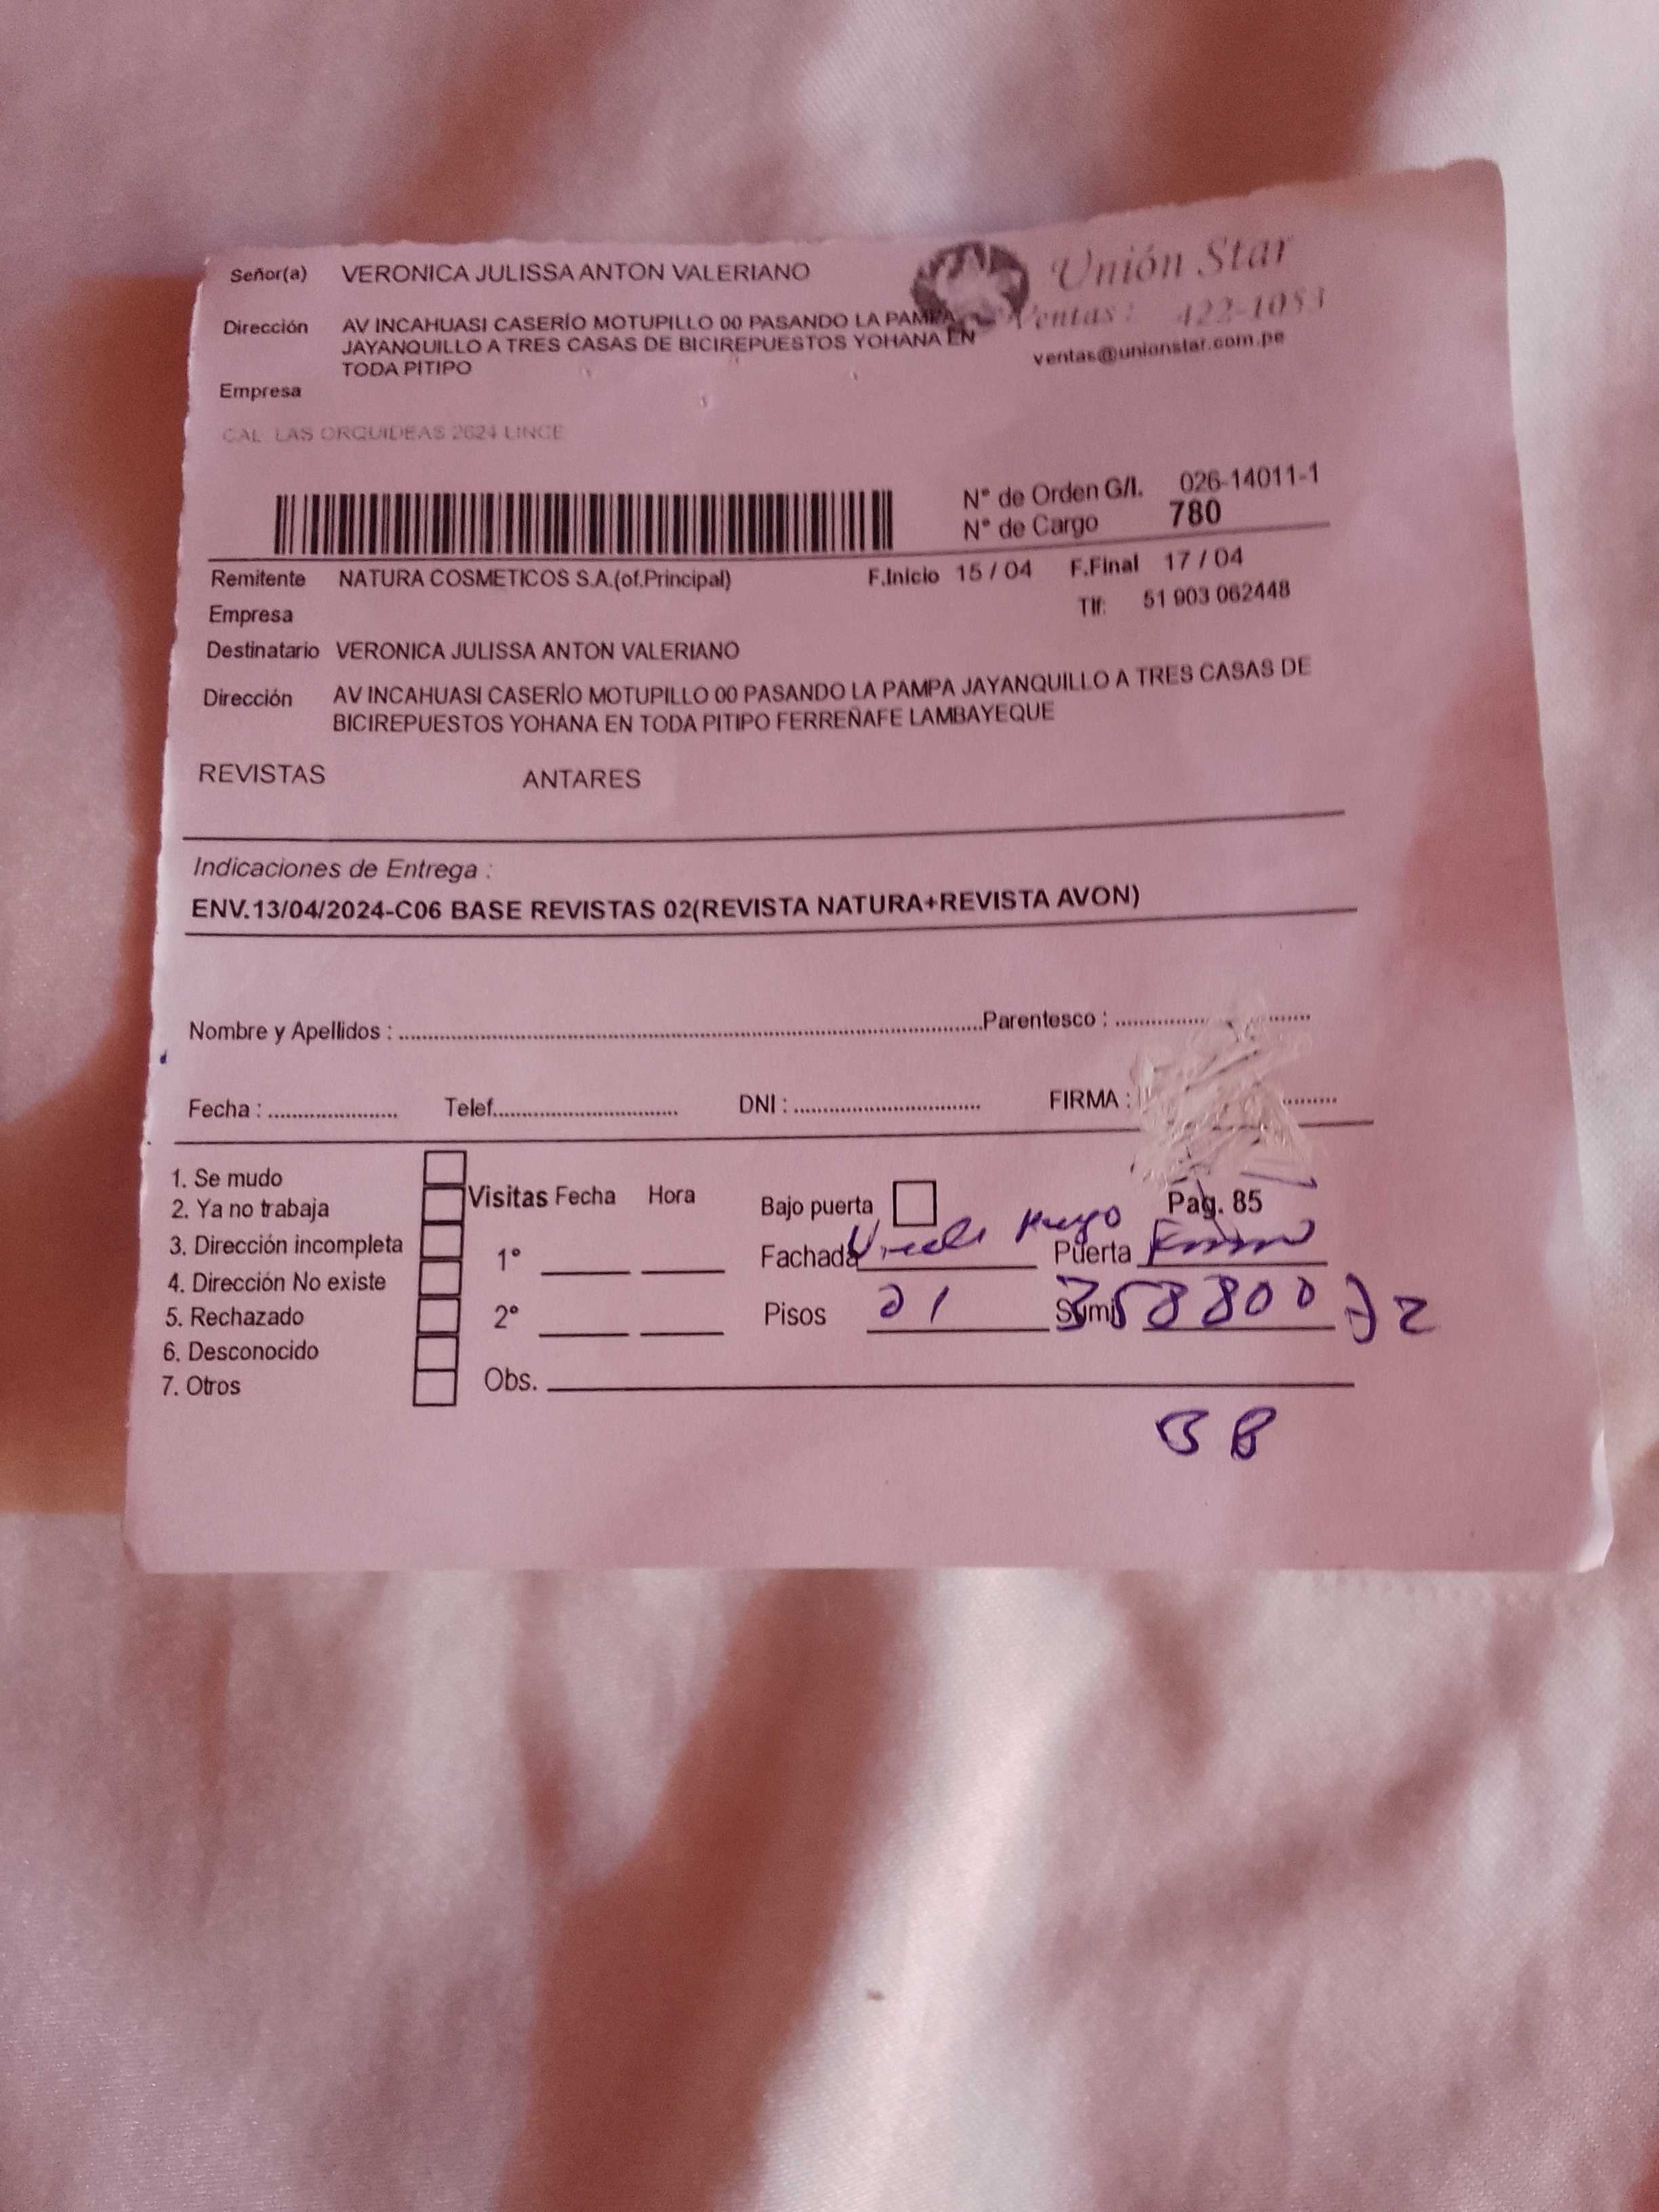 Señor(a) VERONICA JULISSA ANTON VALERIANO
Unión Star
Dirección AV INCAHUASI CASERÍO MOTUPILLO 00 PASANDO LA PAMPA
JAYANQUILLO A TRES CASAS DE BICIREPUESTOS YOHANA EN
TODA PITIPO
Ventas: 422-1053
ventas@unionstar.com.pe
Empresa
CAL. LAS ORQUIDEAS 2624 LINCE
N° de Orden G/I. 026-14011-1
N° de Cargo 780
Remitente NATURA COSMETICOS S.A.(of.Principal) F.Inicio 15 / 04 F.Final 17 / 04
Empresa Tlf: 51 903 062448
Destinatario VERONICA JULISSA ANTON VALERIANO
Dirección AV INCAHUASI CASERÍO MOTUPILLO 00 PASANDO LA PAMPA JAYANQUILLO A TRES CASAS DE
BICIREPUESTOS YOHANA EN TODA PITIPO FERREÑAFE LAMBAYEQUE
REVISTAS ANTARES
Indicaciones de Entrega :
ENV.13/04/2024-C06 BASE REVISTAS 02(REVISTA NATURA+REVISTA AVON)
Nombre y Apellidos : Parentesco :
Fecha : Telef. DNI : FIRMA :
1. Se mudo
2. Ya no trabaja
3. Dirección incompleta
4. Dirección No existe
5. Rechazado
6. Desconocido
7. Otros
Visitas Fecha Hora
1°
2°
Obs.
Bajo puerta Pag. 85
Fachada Puerta
Pisos 01 Sumi